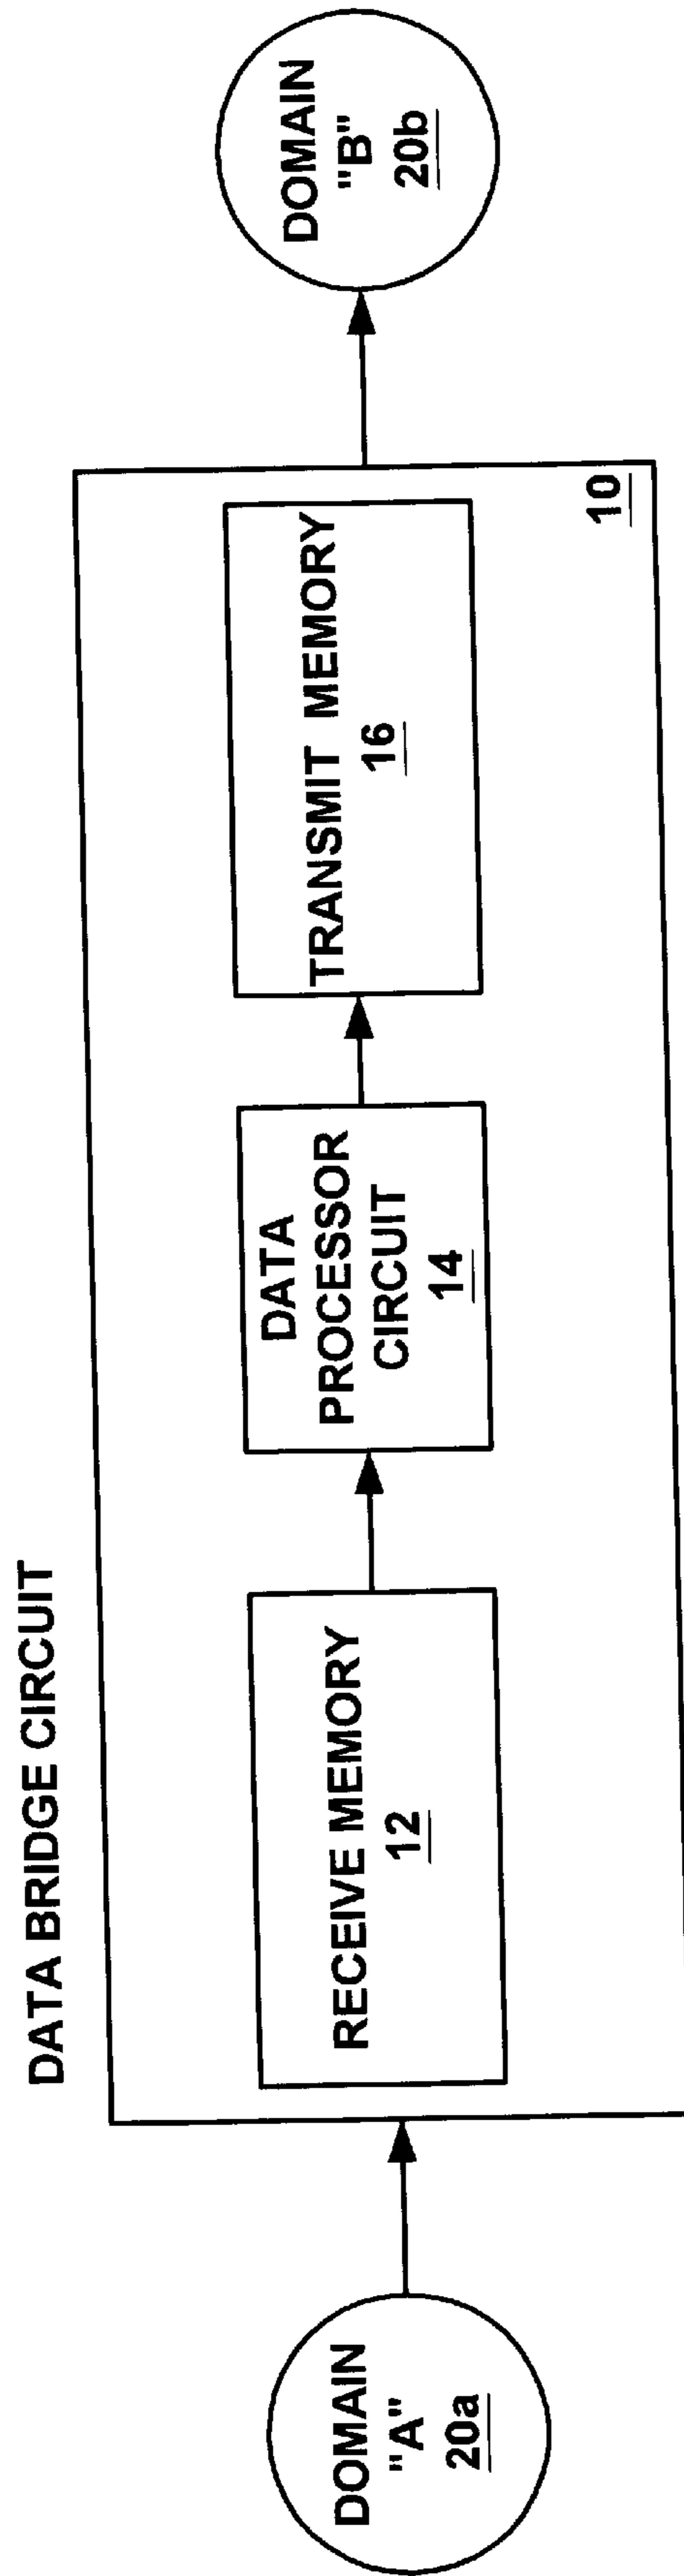 DATA BRIDGE CIRCUIT
DOMAIN
"A"
20a
RECEIVE MEMORY
12
DATA
PROCESSOR
CIRCUIT
14
TRANSMIT MEMORY
16
10
DOMAIN
"B"
20b